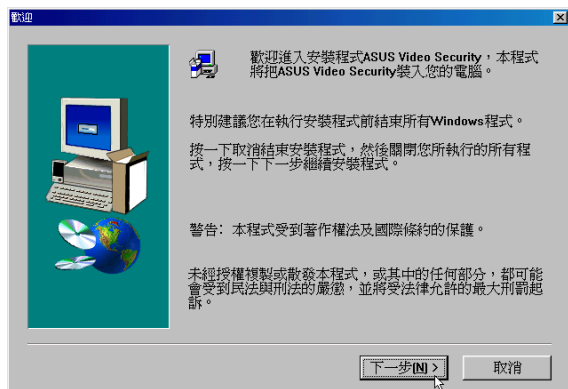 歡迎
歡迎進入安裝程式ASUS Video Security，本程式
將把ASUS Video Security裝入您的電腦。
特別建議您在執行安裝程式前結束所有Windows程式。
按一下取消結束安裝程式，然後關閉您所執行的所有程
式，按一下下一步繼續安裝程式。
警告: 本程式受到著作權法及國際條約的保護。
未經授權複製或散發本程式，或其中的任何部分，都可能
會受到民法與刑法的嚴懲，並將受法律允許的最大刑罰起
訴。
下一步(N) >
取消